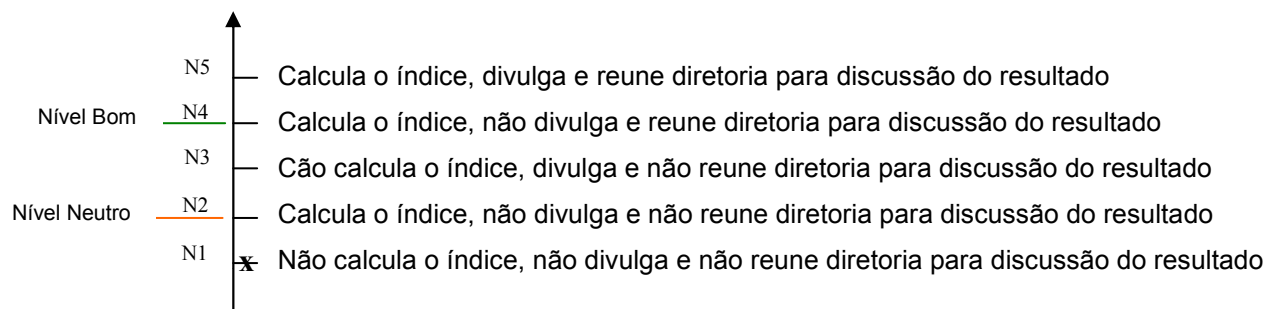 N5 Calcula o índice, divulga e reune diretoria para discussão do resultado
Nível Bom N4 Calcula o índice, não divulga e reune diretoria para discussão do resultado
N3 Cão calcula o índice, divulga e não reune diretoria para discussão do resultado
Nível Neutro N2 Calcula o índice, não divulga e não reune diretoria para discussão do resultado
N1 x Não calcula o índice, não divulga e não reune diretoria para discussão do resultado